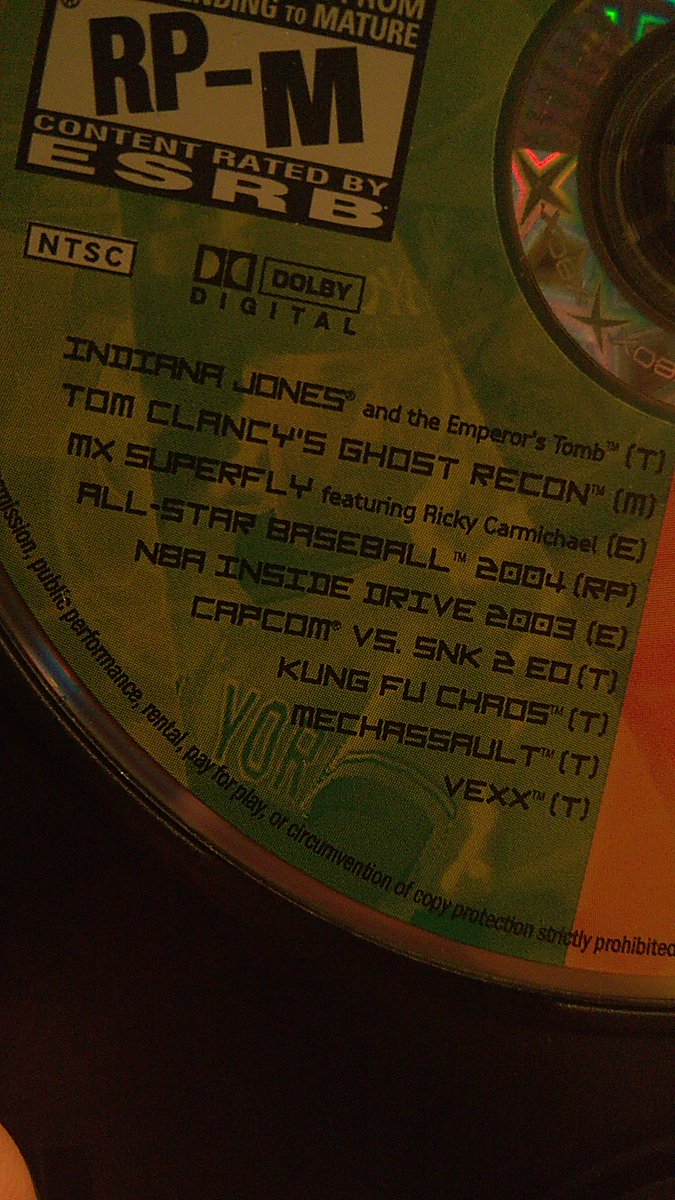 FROM
ENDING TO MATURE
RP-M
CONTENT RATED BY
ESRB
NTSC
DOLBY
DIGITAL
INDIANA JONES® and the Emperor's Tomb™ (T)
TOM CLANCY'S GHOST RECON™ (M)
MX SUPERFLY featuring Ricky Carmichael (E)
ALL-STAR BASEBALL™ 2004 (RP)
NBA INSIDE DRIVE 2003 (E)
CAPCOM® VS. SNK 2 EO (T)
KUNG FU CHAOS™ (T)
MECHASSAULT™ (T)
VEXX™ (T)
YOR
mission, public performance, rental, pay for play, or circumvention of copy protection strictly prohibited